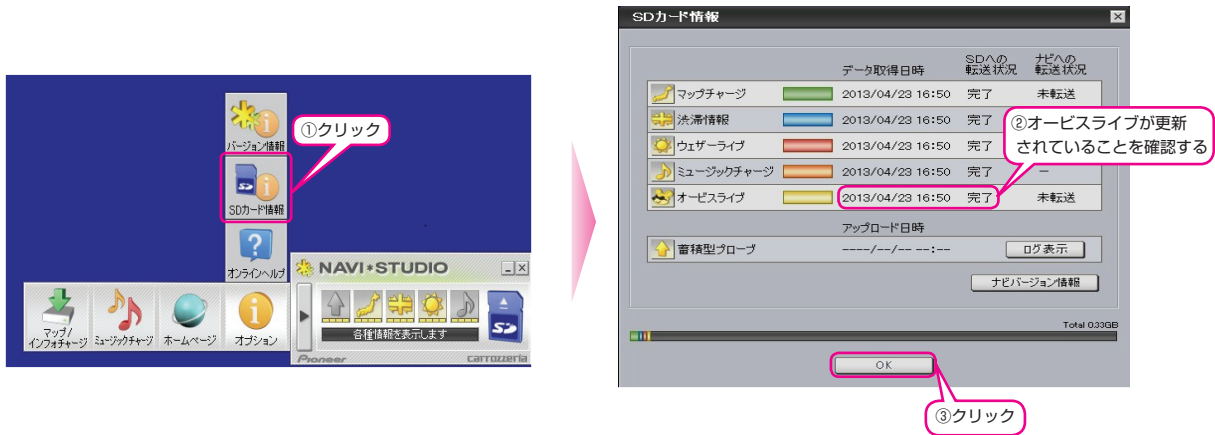 ①クリック
バージョン情報
SDカード情報
オンラインヘルプ
マップ/
インフォチャージ
ミュージックチャージ
ホームページ
オプション
NAVI*STUDIO
各種情報を表示します
Pioneer
carrozzeria
SDカード情報
データ取得日時 SDへの転送状況 ナビへの転送状況
マップチャージ 2013/04/23 16:50 完了 未転送
渋滞情報 2013/04/23 16:50 完了
ウェザーライブ 2013/04/23 16:50 完了
ミュージックチャージ 2013/04/23 16:50 完了 −
オービスライブ 2013/04/23 16:50 完了 未転送
②オービスライブが更新
されていることを確認する
アップロード日時
蓄積型プローブ ----/--/-- --:-- ログ表示
ナビバージョン情報
Total 0.33GB
OK
③クリック